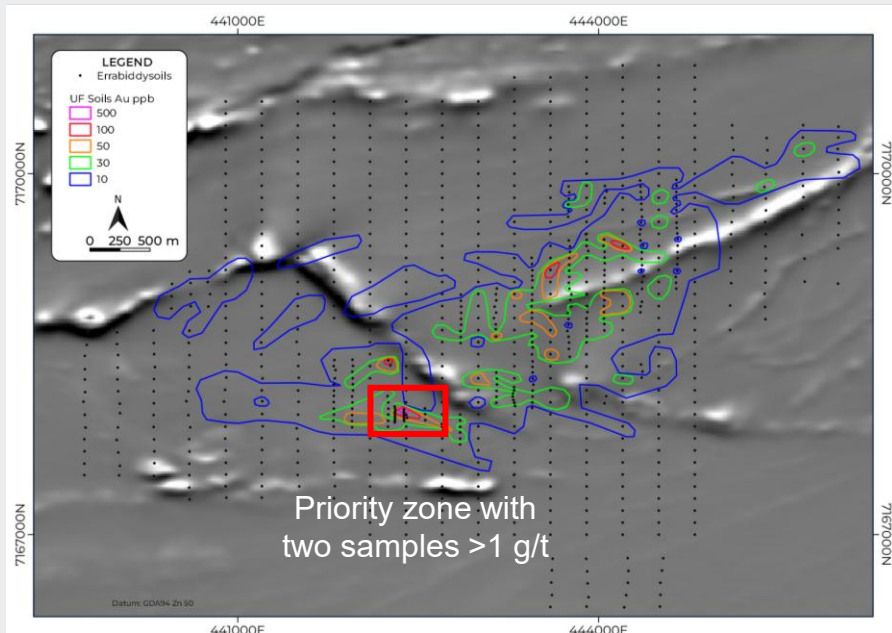 441000E
444000E
LEGEND
Errabiddysoils
UF Soils Au ppb
500
100
50
30
10
N
0 250 500 m
7170000N
7170000N
7167000N
7167000N
Priority zone with
two samples >1 g/t
Datum: GDA94 Zn 50
441000E
444000E